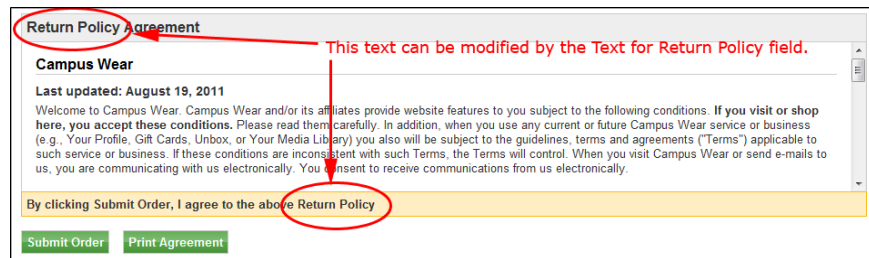 Return Policy Agreement
This text can be modified by the Text for Return Policy field.
Campus Wear
Last updated: August 19, 2011
Welcome to Campus Wear. Campus Wear and/or its affiliates provide website features to you subject to the following conditions. If you visit or shop
here, you accept these conditions. Please read them carefully. In addition, when you use any current or future Campus Wear service or business
(e.g., Your Profile, Gift Cards, Unbox, or Your Media Library) you also will be subject to the guidelines, terms and agreements ("Terms") applicable to
such service or business. If these conditions are inconsistent with such Terms, the Terms will control. When you visit Campus Wear or send e-mails to
us, you are communicating with us electronically. You consent to receive communications from us electronically.
By clicking Submit Order, I agree to the above Return Policy
Submit Order Print Agreement